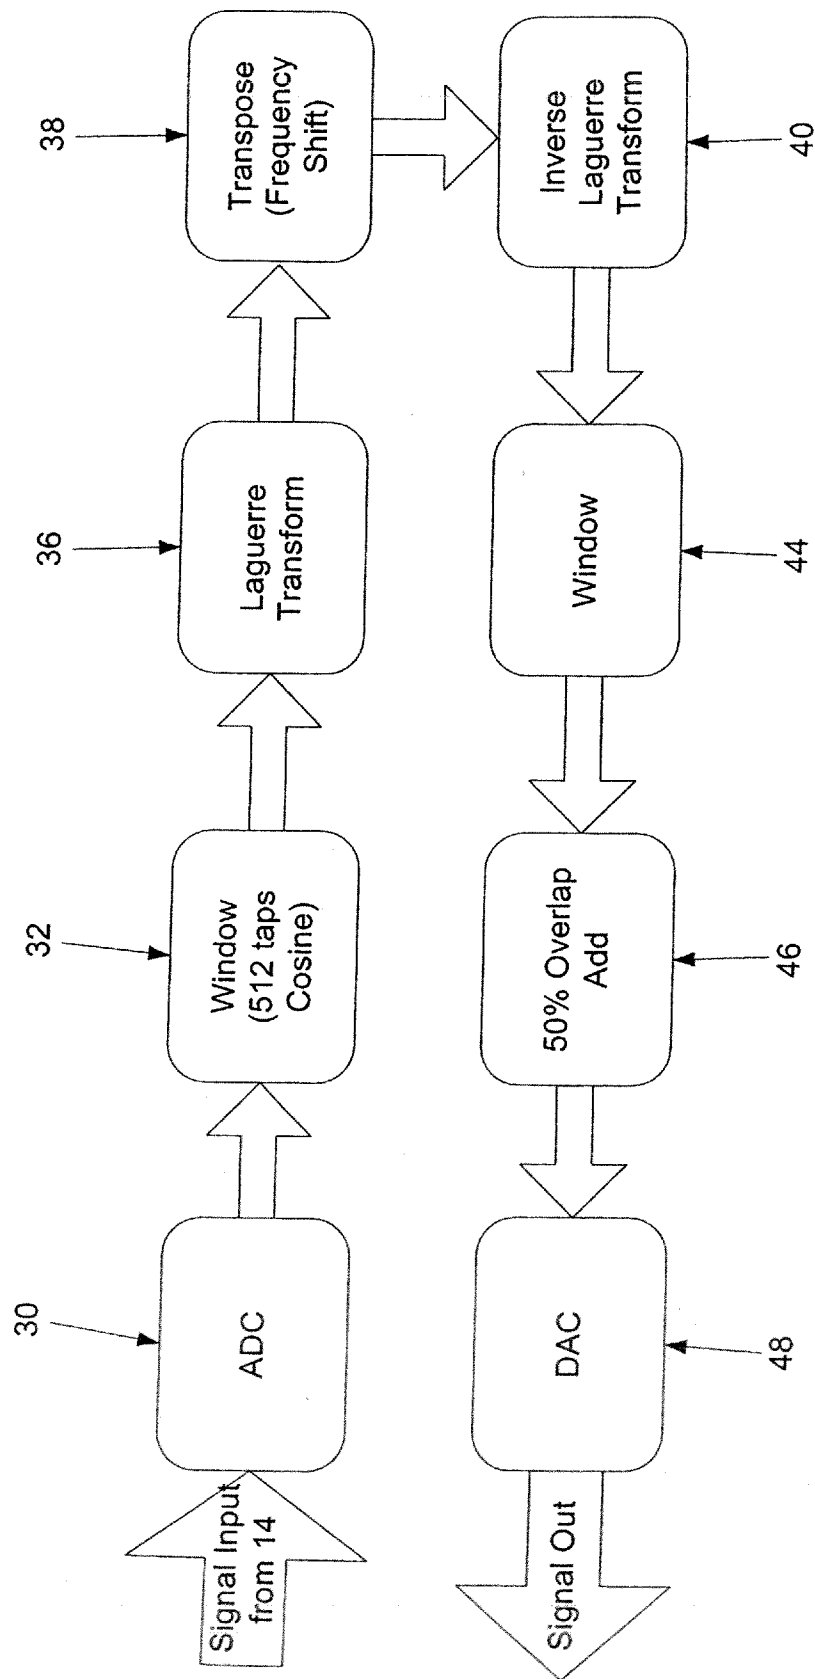 30
32
36
38
Signal Input
from 14
ADC
Window
(512 taps
Cosine)
Laguerre
Transform
Transpose
(Frequency
Shift)
Signal Out
DAC
50% Overlap
Add
Window
Inverse
Laguerre
Transform
48
46
44
40